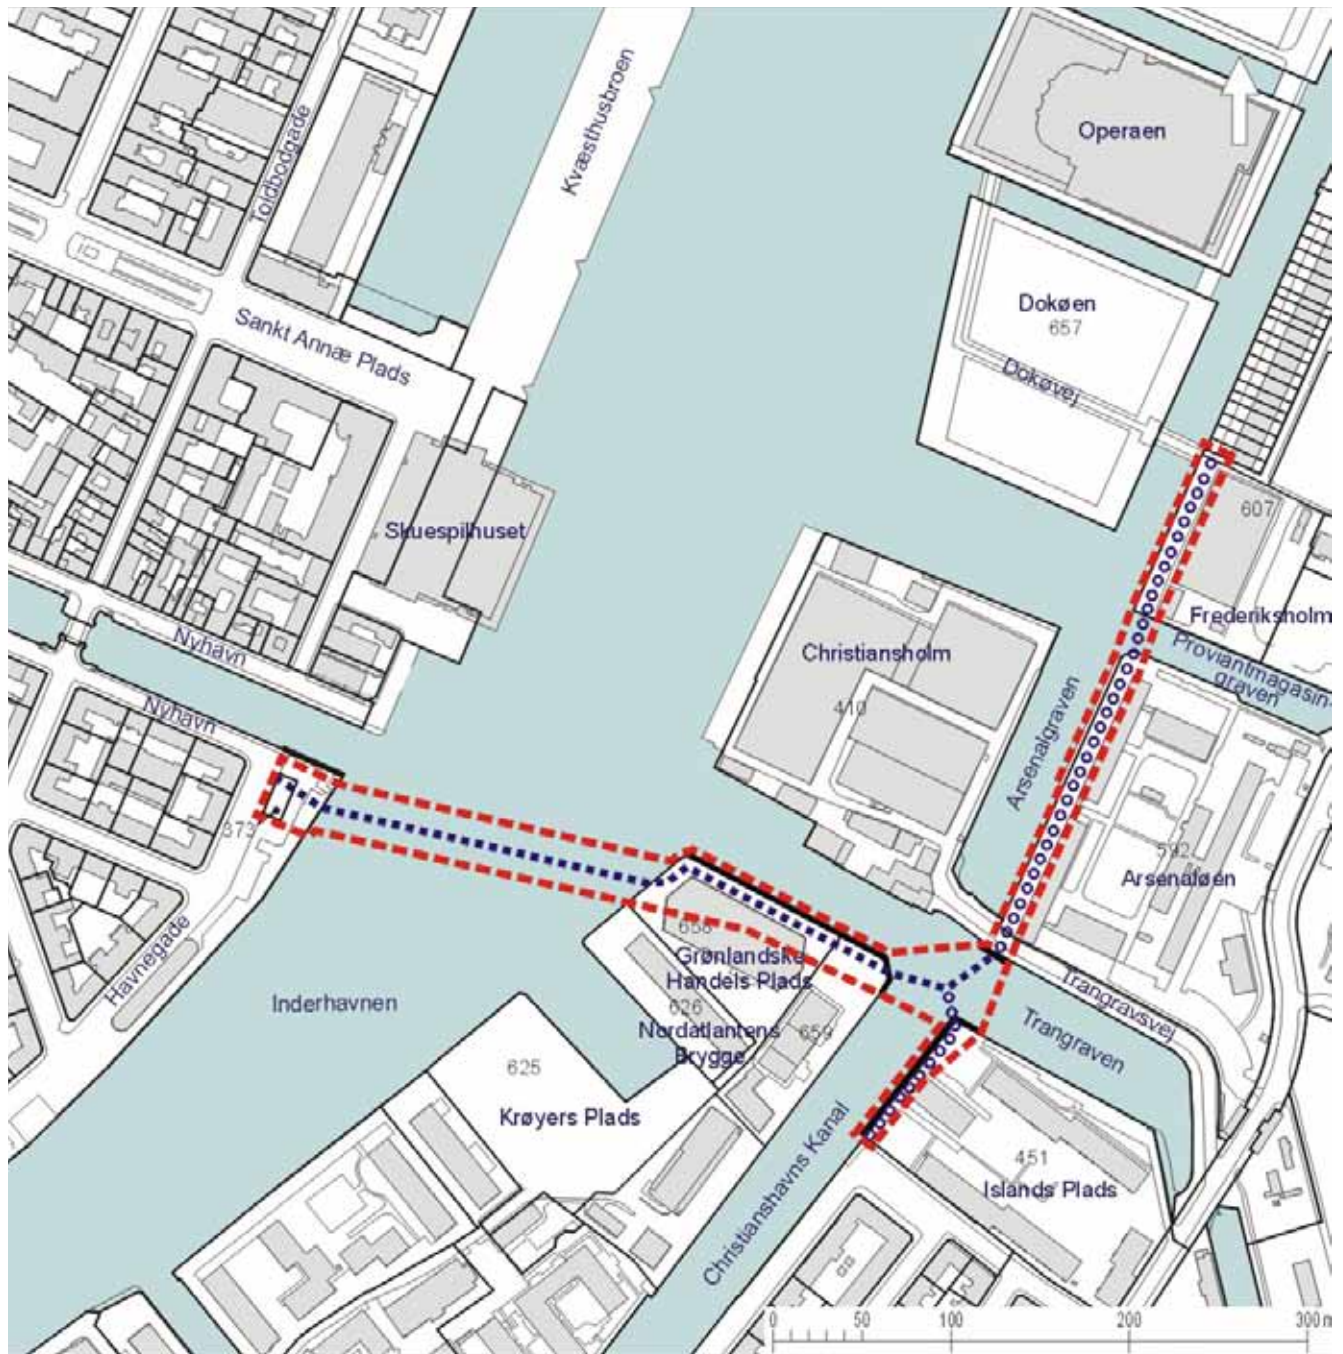 Kvæsthusbroen
Toldbodgade
Operaen
Sankt Annæ Plads
Dokøen
657
Dokøvej
Skuespilhuset
607
Frederiksholm
Proviantmagasin-
graven
Nyhavn
Nyhavn
Christiansholm
410
Arsenalgraven
373
592
Arsenaløen
Havnegade
Inderhavnen
658
Grønlandske
Handels Plads
626
Nordatlantens
Brygge
659
Trangravsvej
Trangraven
625
Krøyers Plads
Christianshavns Kanal
451
Islands Plads
0 50 100 200 300 m